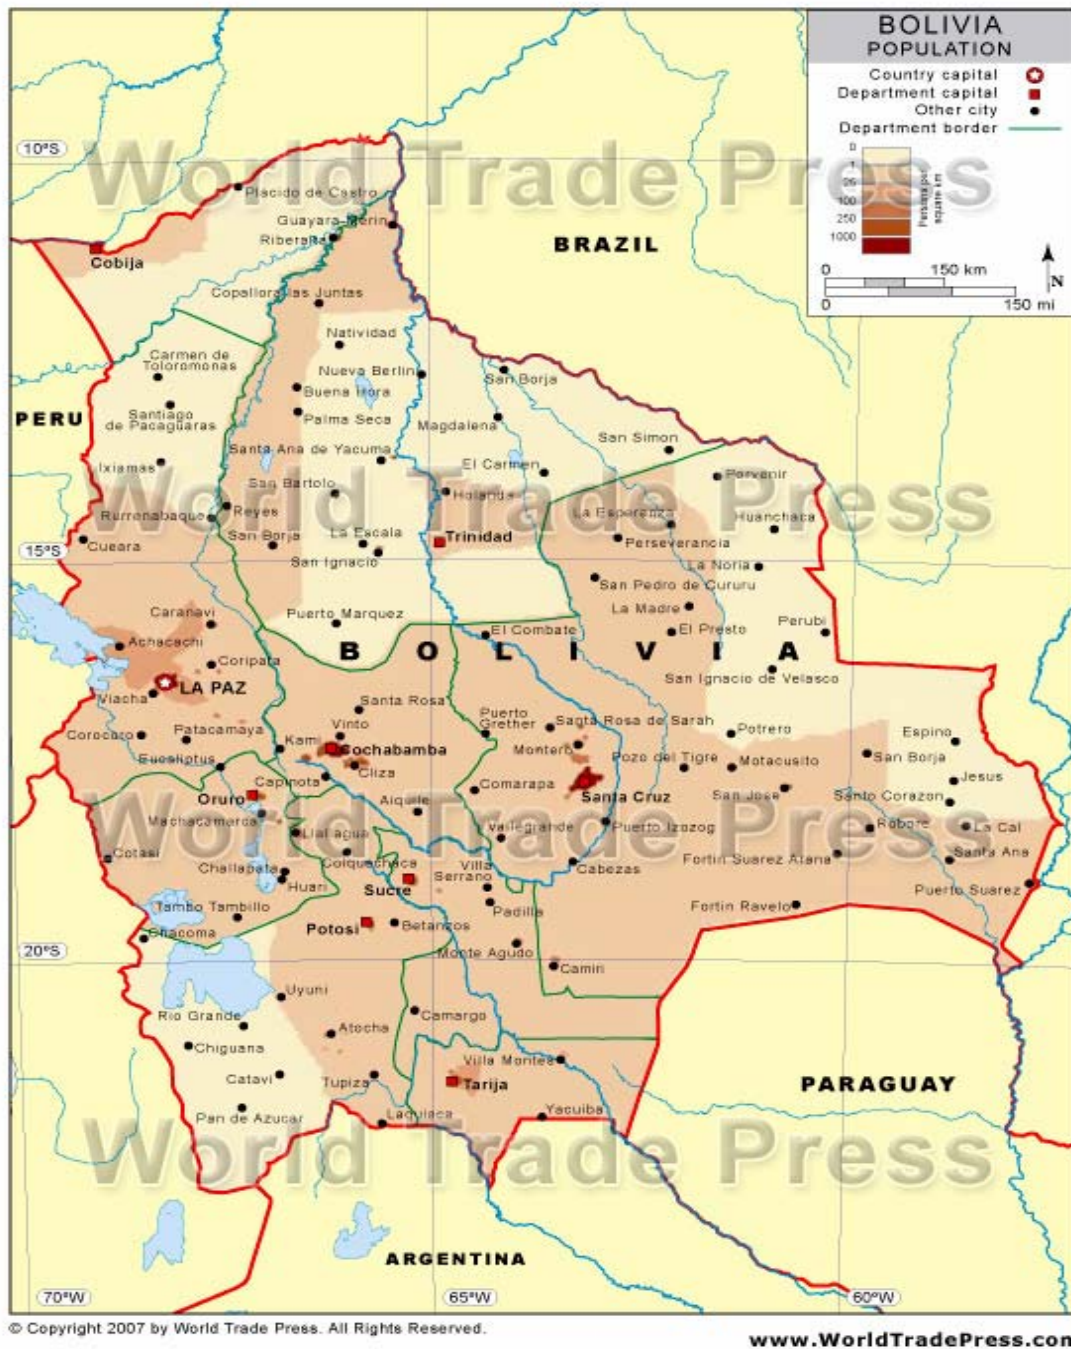 BOLIVIA
POPULATION
Country capital
Department capital
Other city
Department border
0
1
25
100
250
1000
Persons per
square km
0 150 km
0 150 mi
N
10°S
World Trade Press
Placido de Castro
Guayara Merin
Riberalta
BRAZIL
Cobija
Copallora las Juntas
Natividad
Carmen de
Toloromonas
Nueva Berlin
San Borja
Buena Hora
PERU
Santiago
de Pacaguaras
Palma Seca
Magdalena
San Simon
Santa Ana de Yacuma
Ixiamas
El Carmen
Porvenir
San Bartolo
Holanda
World Trade Press
Rurrenabaque
Reyes
La Esperanza
Huanchaca
Cueara
San Borja
La Escala
Trinidad
Perseverancia
15°S
San Ignacio
La Noria
San Pedro de Cururu
Caranavi
Puerto Marquez
La Madre
Perubi
Achacachi
El Combate
El Presto
BOLIVIA
Coripata
San Ignacio de Velasco
LA PAZ
Viacha
Santa Rosa
Puerto
Grether
Santa Rosa de Sarah
Corocoro
Patacamaya
Vinto
Potrero
Espino
Kami
Cochabamba
Montero
Eucaliptus
Cliza
Pozo del Tigre
Motacusito
San Borja
Capinota
Jesus
Oruro
Comarapa
Santa Cruz
San Jose
Santo Corazon
Machacamarca
Aiquile
Llallagua
Vallegrande
Puerto Izozog
Robore
La Cal
World Trade Press
Cotasi
Colquechaca
Villa
Serrano
Cabezas
Fortin Suarez Arana
Santa Ana
Challapata
Huari
Sucre
Puerto Suarez
Tambo Tambillo
Padilla
Fortin Ravelo
Chacoma
Potosi
Betanzos
20°S
Monte Agudo
Camiri
Uyuni
Rio Grande
Camargo
Atocha
Chiguana
Villa Montes
Catavi
Tupiza
Tarija
PARAGUAY
Pan de Azucar
Laquiaca
Yacuiba
World Trade Press
ARGENTINA
70°W
65°W
60°W
© Copyright 2007 by World Trade Press. All Rights Reserved.
www.WorldTradePress.com